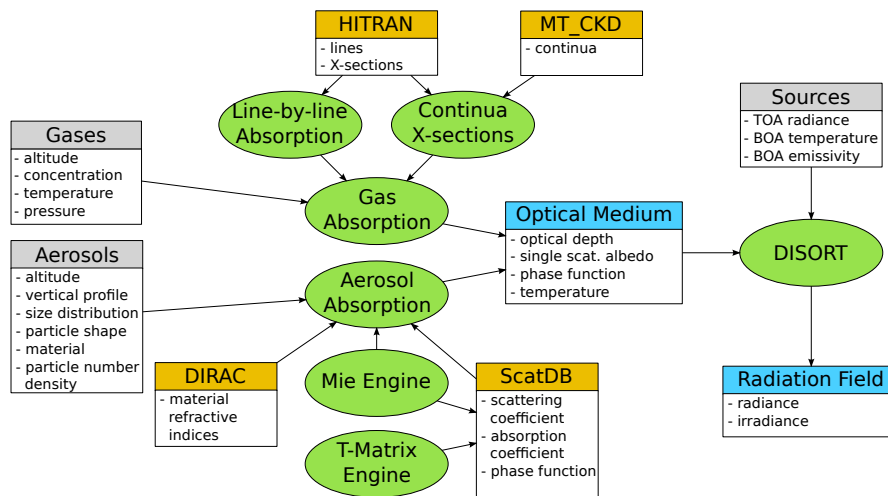 HITRAN
- lines
- X-sections
MT_CKD
- continua
Line-by-line
Absorption
Continua
X-sections
Sources
- TOA radiance
- BOA temperature
- BOA emissivity
Gases
- altitude
- concentration
- temperature
- pressure
Gas
Absorption
Optical Medium
- optical depth
- single scat. albedo
- phase function
- temperature
DISORT
Aerosols
- altitude
- vertical profile
- size distribution
- particle shape
- material
- particle number
density
Aerosol
Absorption
DIRAC
- material
refractive
indices
Mie Engine
T-Matrix
Engine
ScatDB
- scattering
coefficient
- absorption
coefficient
- phase function
Radiation Field
- radiance
- irradiance